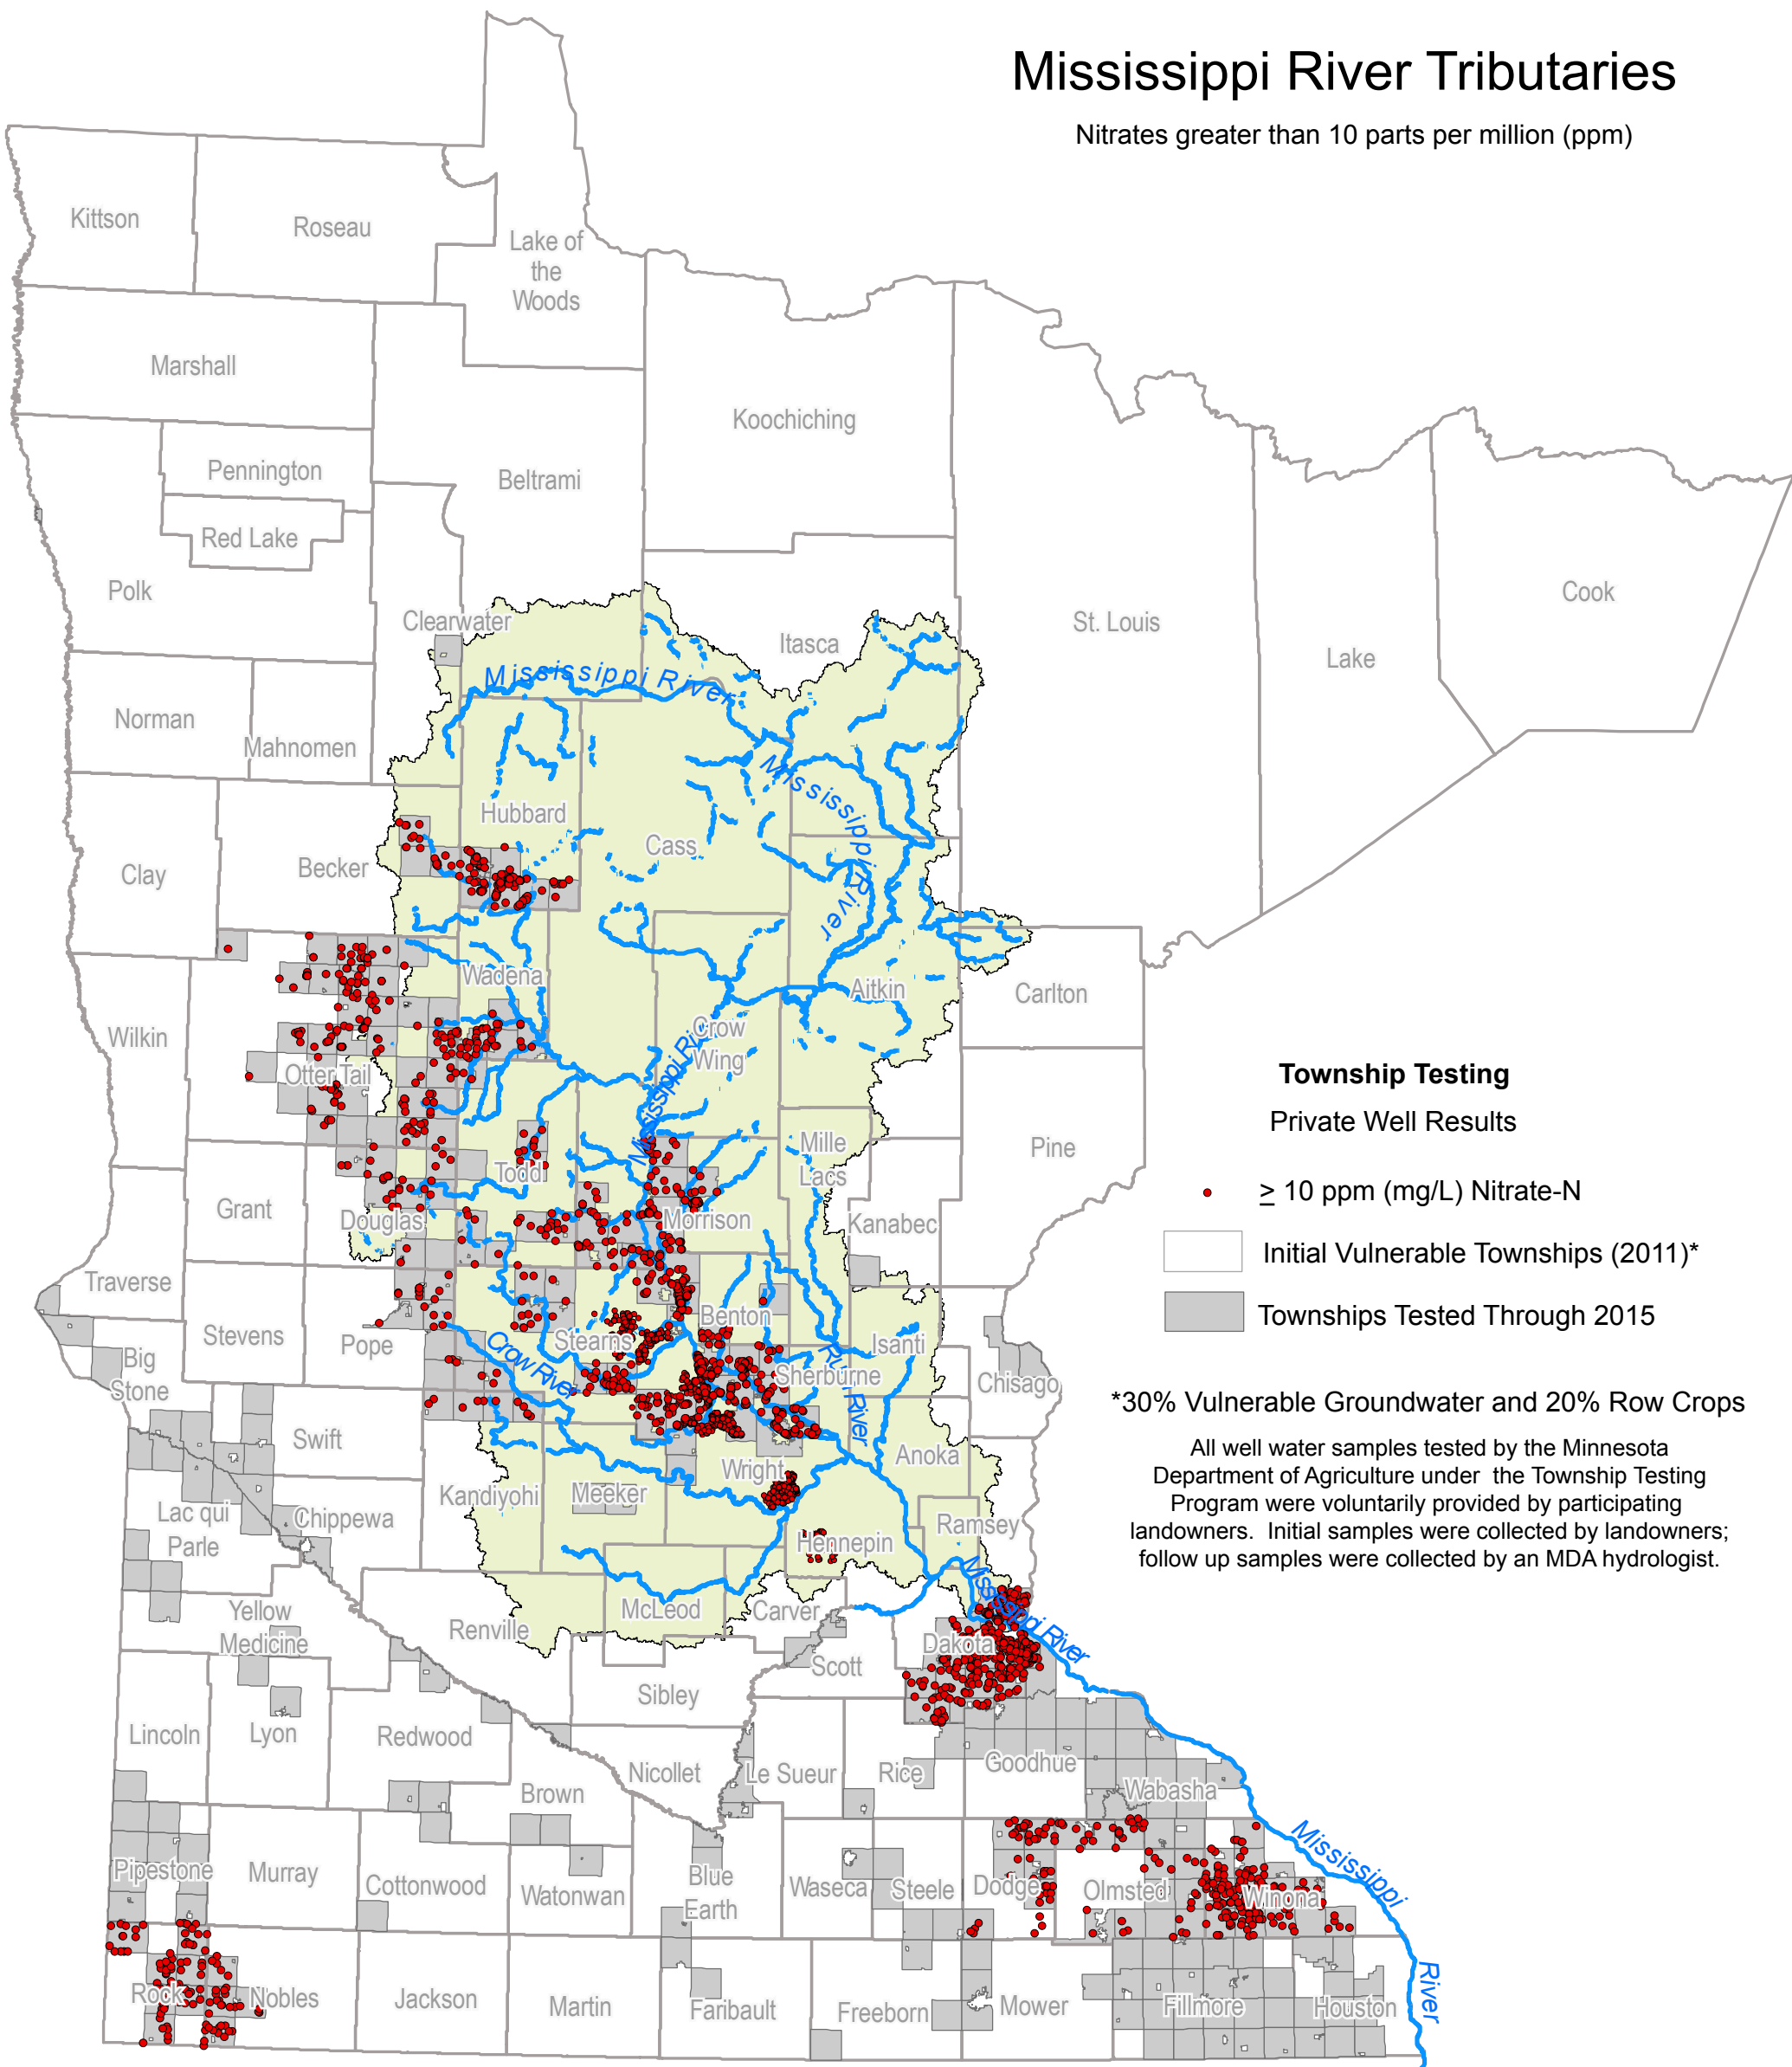 Mississippi River Tributaries
Nitrates greater than 10 parts per million (ppm)
Kittson
Roseau
Lake of
the
Woods
Marshall
Koochiching
Pennington
Beltrami
Red Lake
Polk
Cook
Clearwater
St. Louis
Itasca
Lake
Mississippi River
Norman
Mahnomen
Mississippi River
Hubbard
Cass
Clay
Becker
Wadena
Aitkin
Carlton
Wilkin
Crow
Wing
Otter Tail
Mississippi River
Mille
Lacs
Pine
Todd
Grant
Douglas
Morrison
Kanabec
Traverse
Benton
Stevens
Pope
Stearns
Isanti
Crow River
Rum River
Big
Stone
Sherburne
Chisago
Swift
Anoka
Wright
Kandiyohi
Meeker
Lac qui
Parle
Chippewa
Ramsey
Hennepin
Mississippi River
Yellow
Medicine
McLeod
Carver
Renville
Dakota
Scott
Sibley
Lincoln
Lyon
Redwood
Nicollet
Le Sueur
Rice
Goodhue
Brown
Wabasha
Mississippi
River
Pipestone
Murray
Cottonwood
Watonwan
Blue
Earth
Waseca
Steele
Dodge
Olmsted
Winona
Rock
Nobles
Jackson
Martin
Faribault
Freeborn
Mower
Fillmore
Houston
Township Testing
Private Well Results
≥ 10 ppm (mg/L) Nitrate-N
Initial Vulnerable Townships (2011)*
Townships Tested Through 2015
*30% Vulnerable Groundwater and 20% Row Crops
All well water samples tested by the Minnesota
Department of Agriculture under the Township Testing
Program were voluntarily provided by participating
landowners. Initial samples were collected by landowners;
follow up samples were collected by an MDA hydrologist.